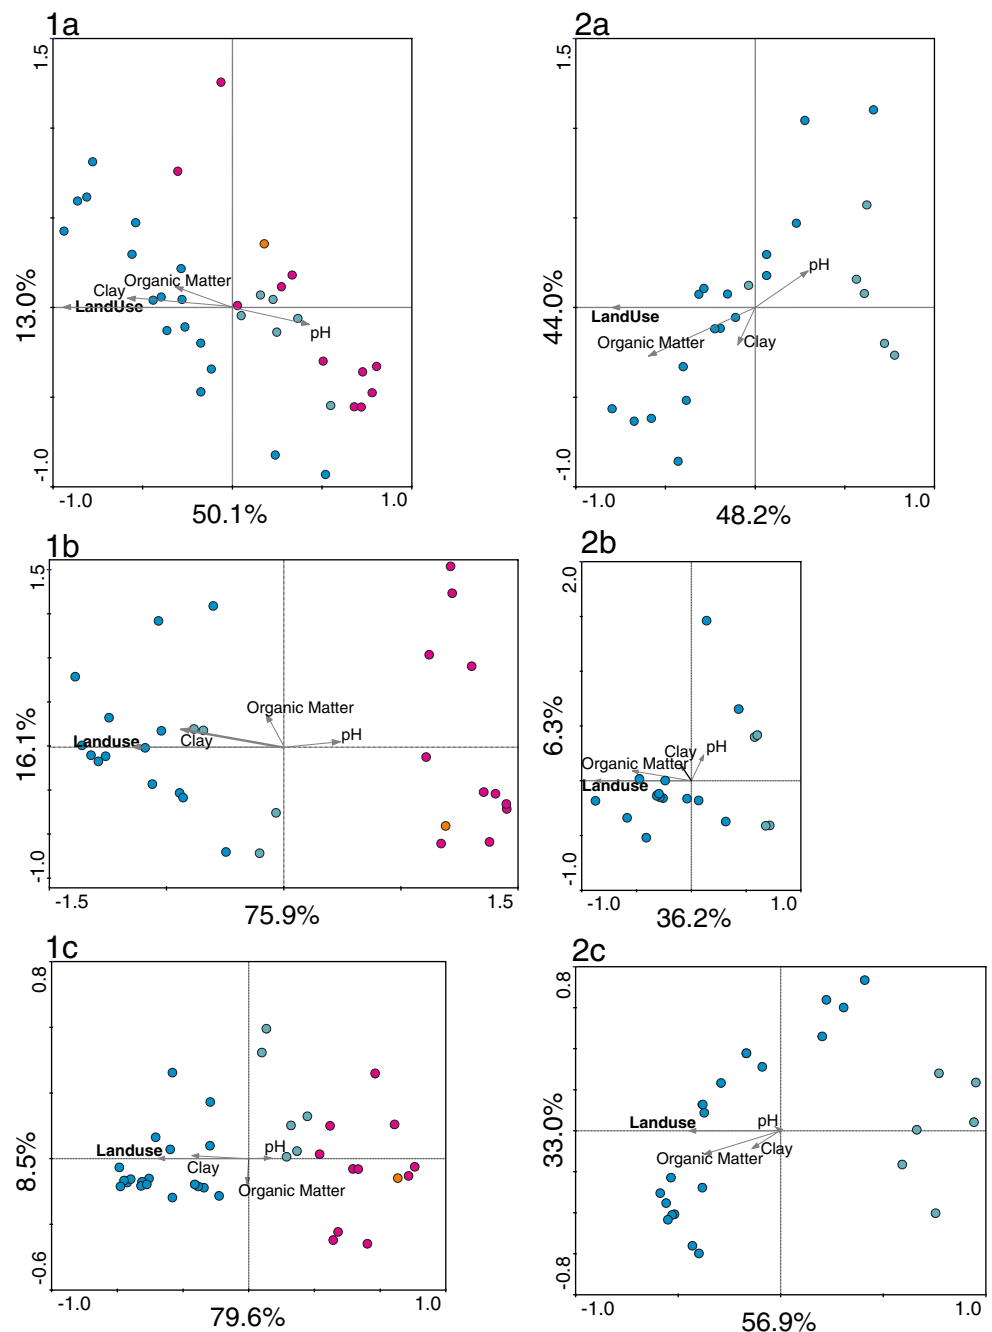 1a
1.5
13.0%
-1.0
Organic Matter
Clay
LandUse
pH
-1.0
1.0
50.1%
2a
1.5
44.0%
-1.0
pH
LandUse
Organic Matter
Clay
-1.0
1.0
48.2%
1b
1.5
16.1%
-1.0
Organic Matter
pH
Landuse
Clay
-1.5
1.5
75.9%
2b
2.0
6.3%
-1.0
Clay
pH
Organic Matter
Landuse
-1.0
1.0
36.2%
1c
0.8
8.5%
-0.6
Landuse
pH
Clay
Organic Matter
-1.0
1.0
79.6%
2c
0.8
33.0%
-0.8
Landuse
pH
Clay
Organic Matter
-1.0
1.0
56.9%